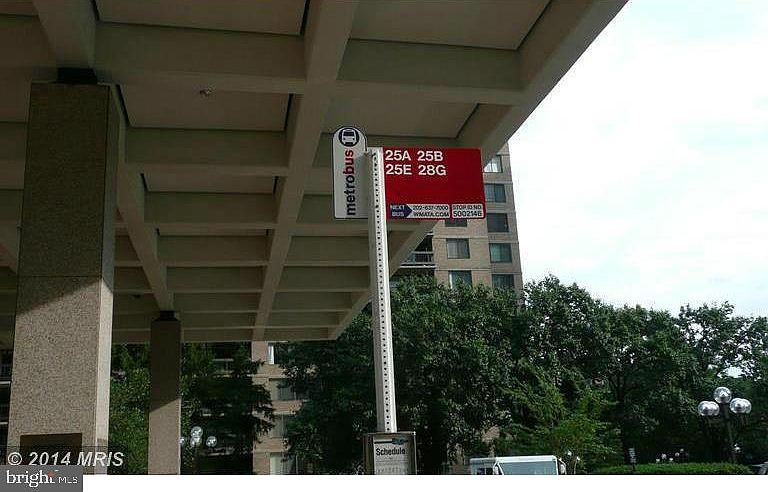 metrobus
25A 25B
25E 28G
NEXT BUS
202-637-7000
WMATA.COM
STOP ID NO.
Schedule
© 2014 MRIS
bright MLS